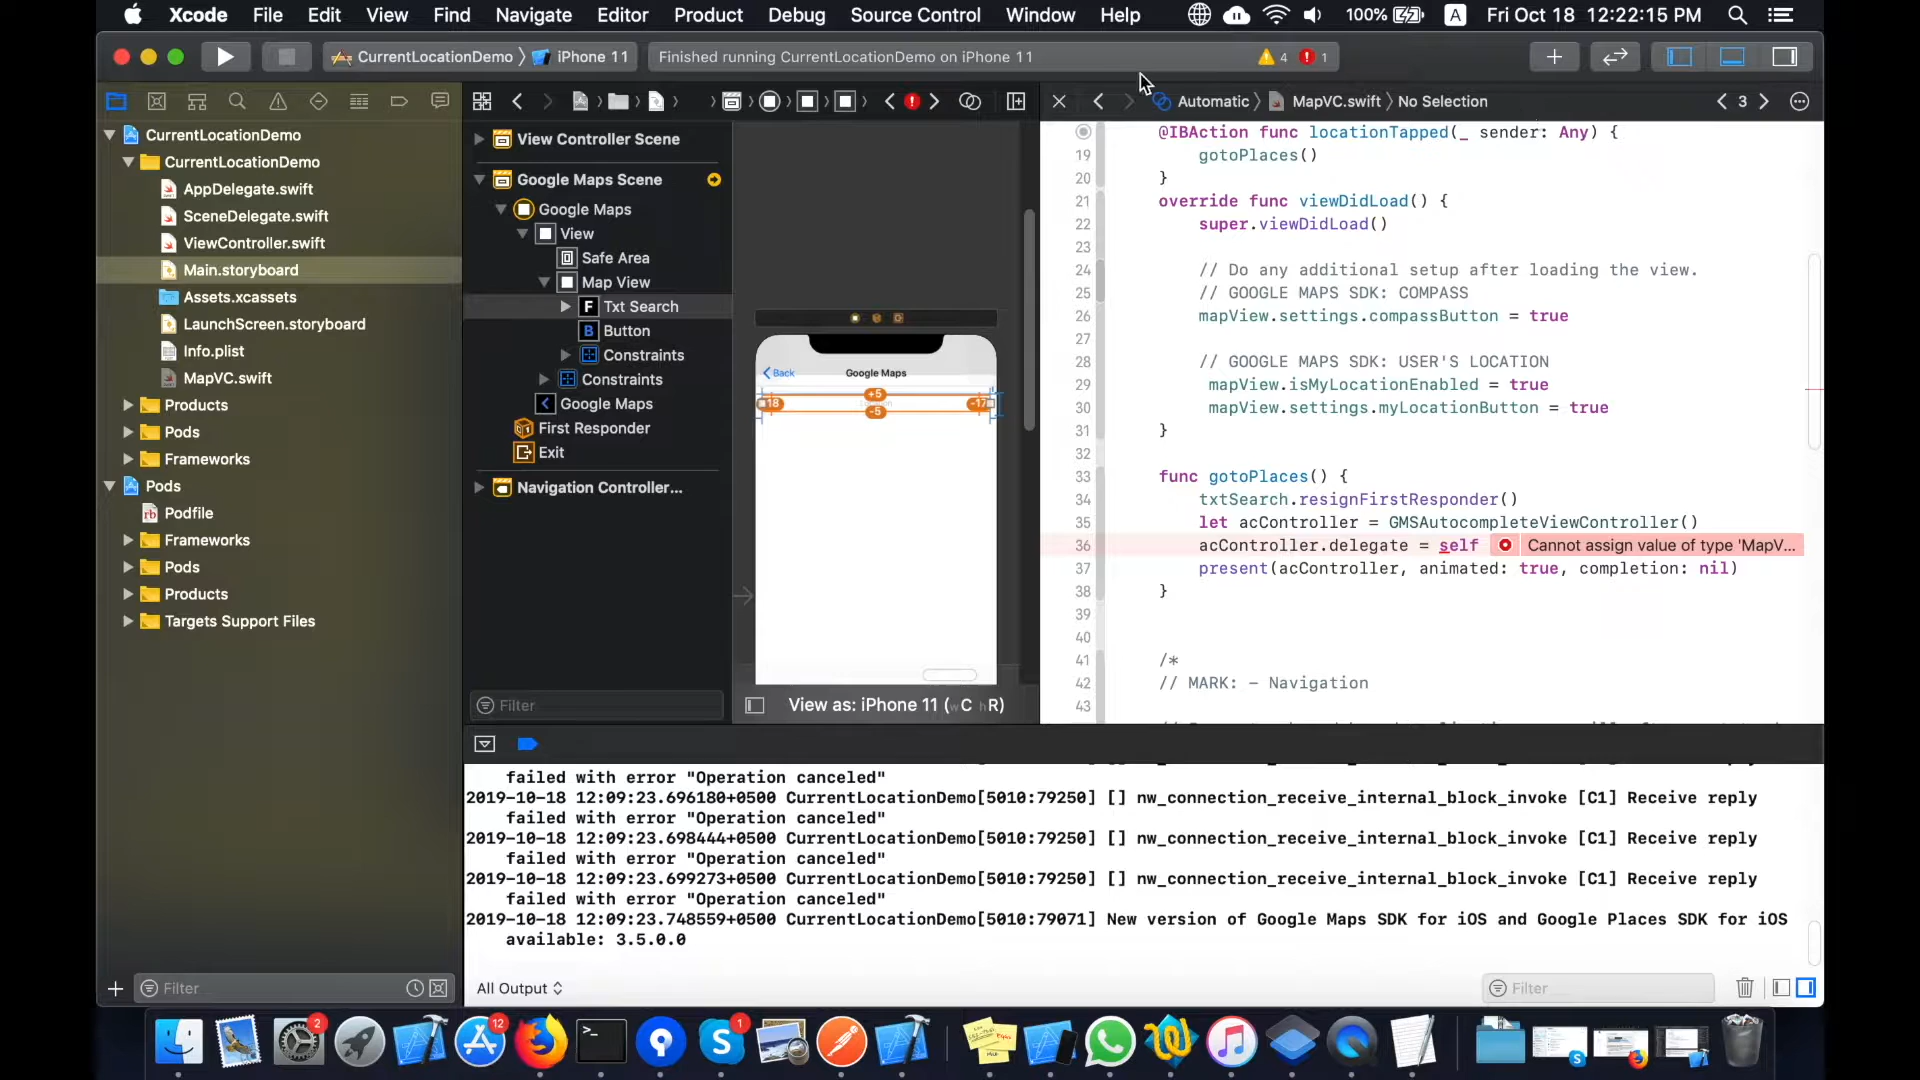 Xcode File Edit View Find Navigate Editor Product Debug Source Control Window Help 100% A Fri Oct 18 12:22:15 PM
CurrentLocationDemo iPhone 11 Finished running CurrentLocationDemo on iPhone 11 4 1
Automatic MapVC.swift No Selection 3
CurrentLocationDemo
CurrentLocationDemo
AppDelegate.swift
SceneDelegate.swift
ViewController.swift
Main.storyboard
Assets.xcassets
LaunchScreen.storyboard
Info.plist
MapVC.swift
Products
Pods
Frameworks
Pods
rb Podfile
Frameworks
Pods
Products
Targets Support Files
Filter
View Controller Scene
Google Maps Scene
Google Maps
View
Safe Area
Map View
F Txt Search
B Button
Constraints
Constraints
Google Maps
First Responder
Exit
Navigation Controller...
Filter
Back Google Maps
+5
18 -17
-5
View as: iPhone 11 (wC hR)
@IBAction func locationTapped(_ sender: Any) {
19 gotoPlaces()
20 }
21 override func viewDidLoad() {
22 super.viewDidLoad()
23
24 // Do any additional setup after loading the view.
25 // GOOGLE MAPS SDK: COMPASS
26 mapView.settings.compassButton = true
27
28 // GOOGLE MAPS SDK: USER'S LOCATION
29 mapView.isMyLocationEnabled = true
30 mapView.settings.myLocationButton = true
31 }
32
33 func gotoPlaces() {
34 txtSearch.resignFirstResponder()
35 let acController = GMSAutocompleteViewController()
36 acController.delegate = self Cannot assign value of type 'MapV...
37 present(acController, animated: true, completion: nil)
38 }
39
40
41 /*
42 // MARK: - Navigation
43
failed with error "Operation canceled"
2019-10-18 12:09:23.696180+0500 CurrentLocationDemo[5010:79250] [] nw_connection_receive_internal_block_invoke [C1] Receive reply
failed with error "Operation canceled"
2019-10-18 12:09:23.698444+0500 CurrentLocationDemo[5010:79250] [] nw_connection_receive_internal_block_invoke [C1] Receive reply
failed with error "Operation canceled"
2019-10-18 12:09:23.699273+0500 CurrentLocationDemo[5010:79250] [] nw_connection_receive_internal_block_invoke [C1] Receive reply
failed with error "Operation canceled"
2019-10-18 12:09:23.748559+0500 CurrentLocationDemo[5010:79071] New version of Google Maps SDK for iOS and Google Places SDK for iOS
available: 3.5.0.0
All Output
Filter
2 12 1